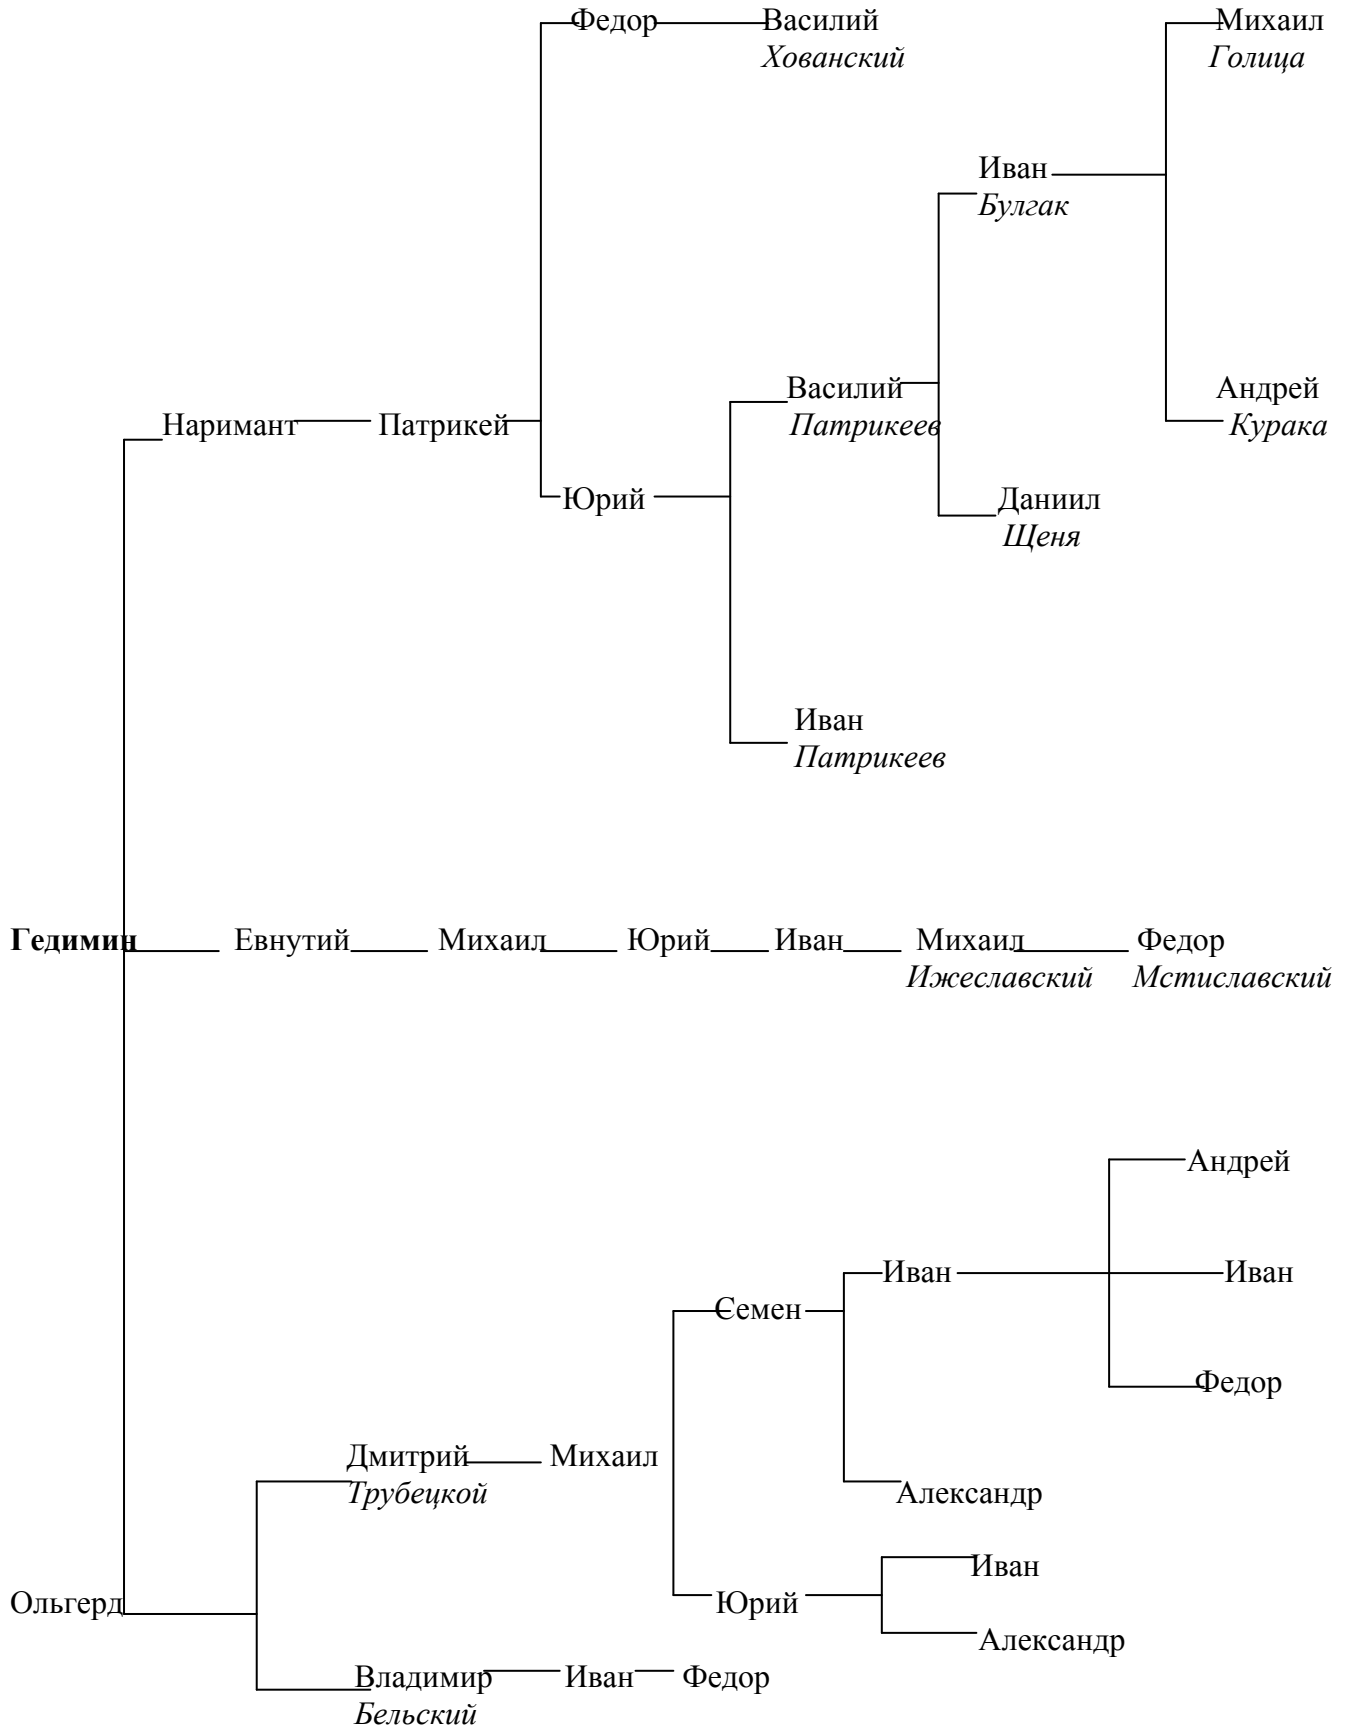 Федор Василий Михаил
Хованский Голица
Иван
Булгак
Василий Андрей
Наримант Патрикей Патрикеев Курака
Юрий Даниил
Щеня
Иван
Патрикеев
Гедимин Евнутий Михаил Юрий Иван Михаил Федор
Ижеславский Мстиславский
Андрей
Иван Иван
Семен
Федор
Дмитрий Михаил
Трубецкой Александр
Иван
Ольгерд Юрий
Александр
Владимир Иван Федор
Бельский